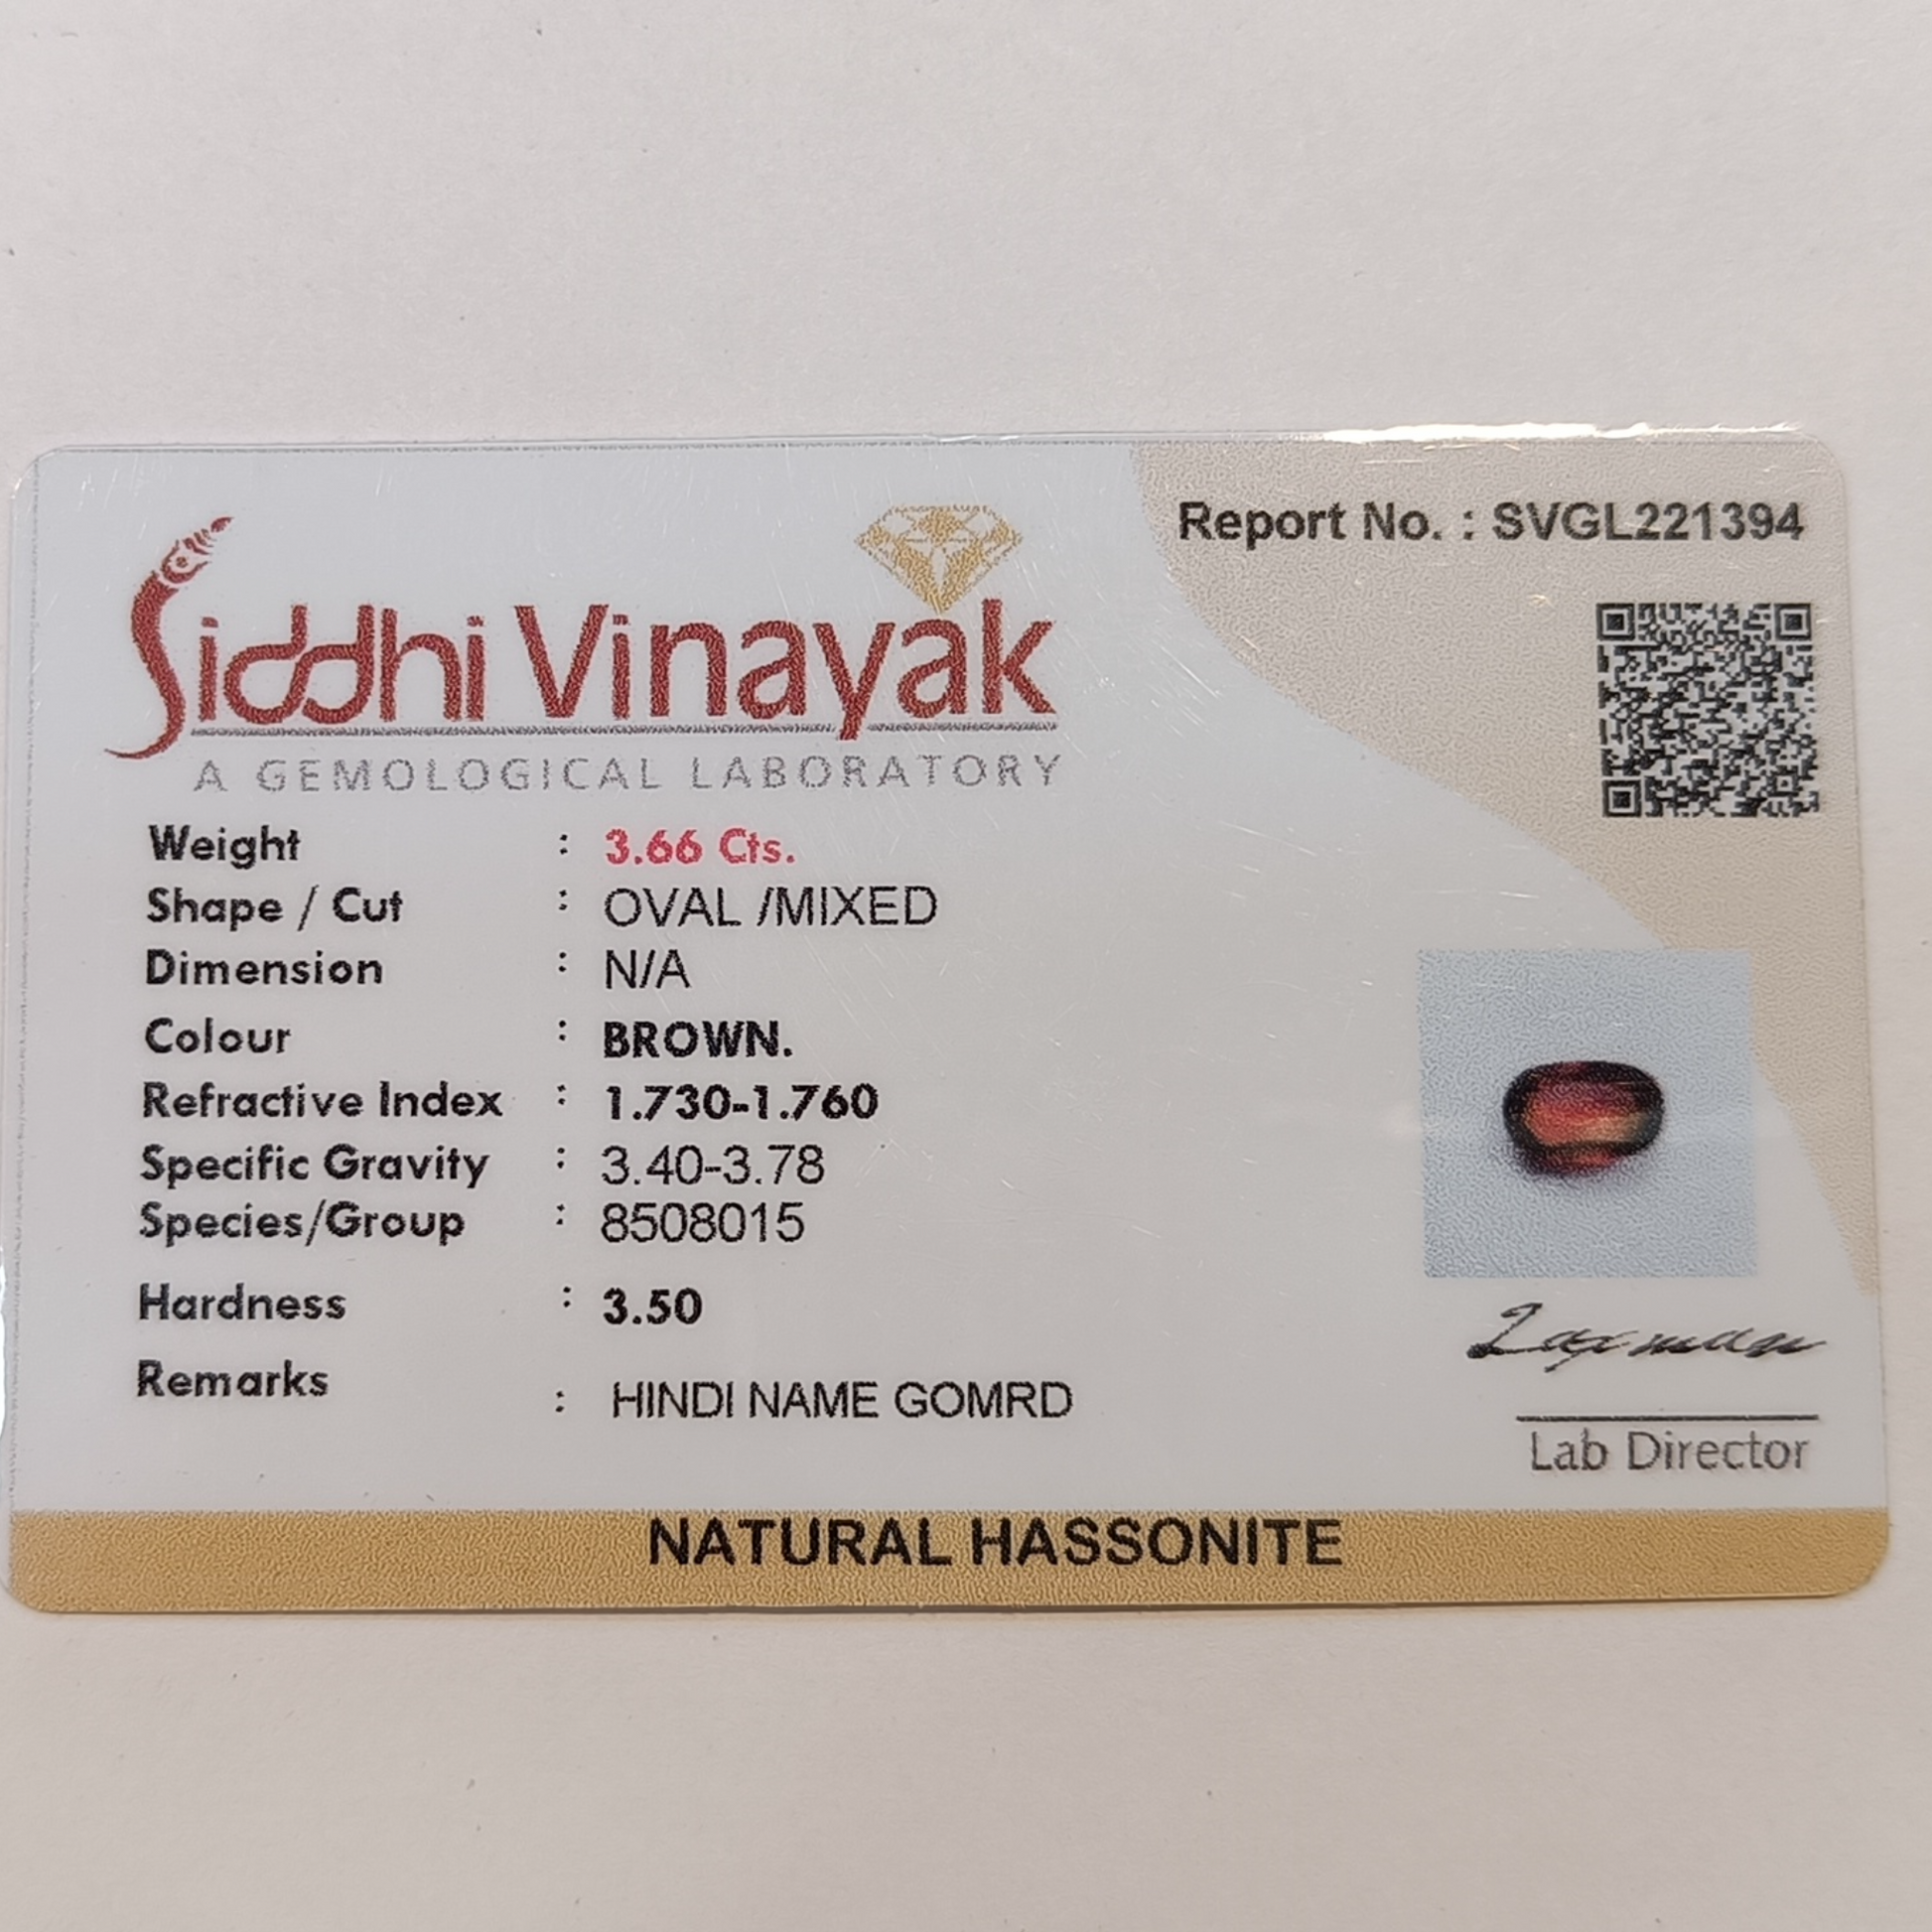 Report No. : SVGL221394
Siddhi Vinayak
A GEMOLOGICAL LABORATORY
Weight : 3.66 Cts.
Shape / Cut : OVAL /MIXED
Dimension : N/A
Colour : BROWN.
Refractive Index : 1.730-1.760
Specific Gravity : 3.40-3.78
Species/Group : 8508015
Hardness : 3.50
Remarks : HINDI NAME GOMRD
Laxman
Lab Director
NATURAL HASSONITE